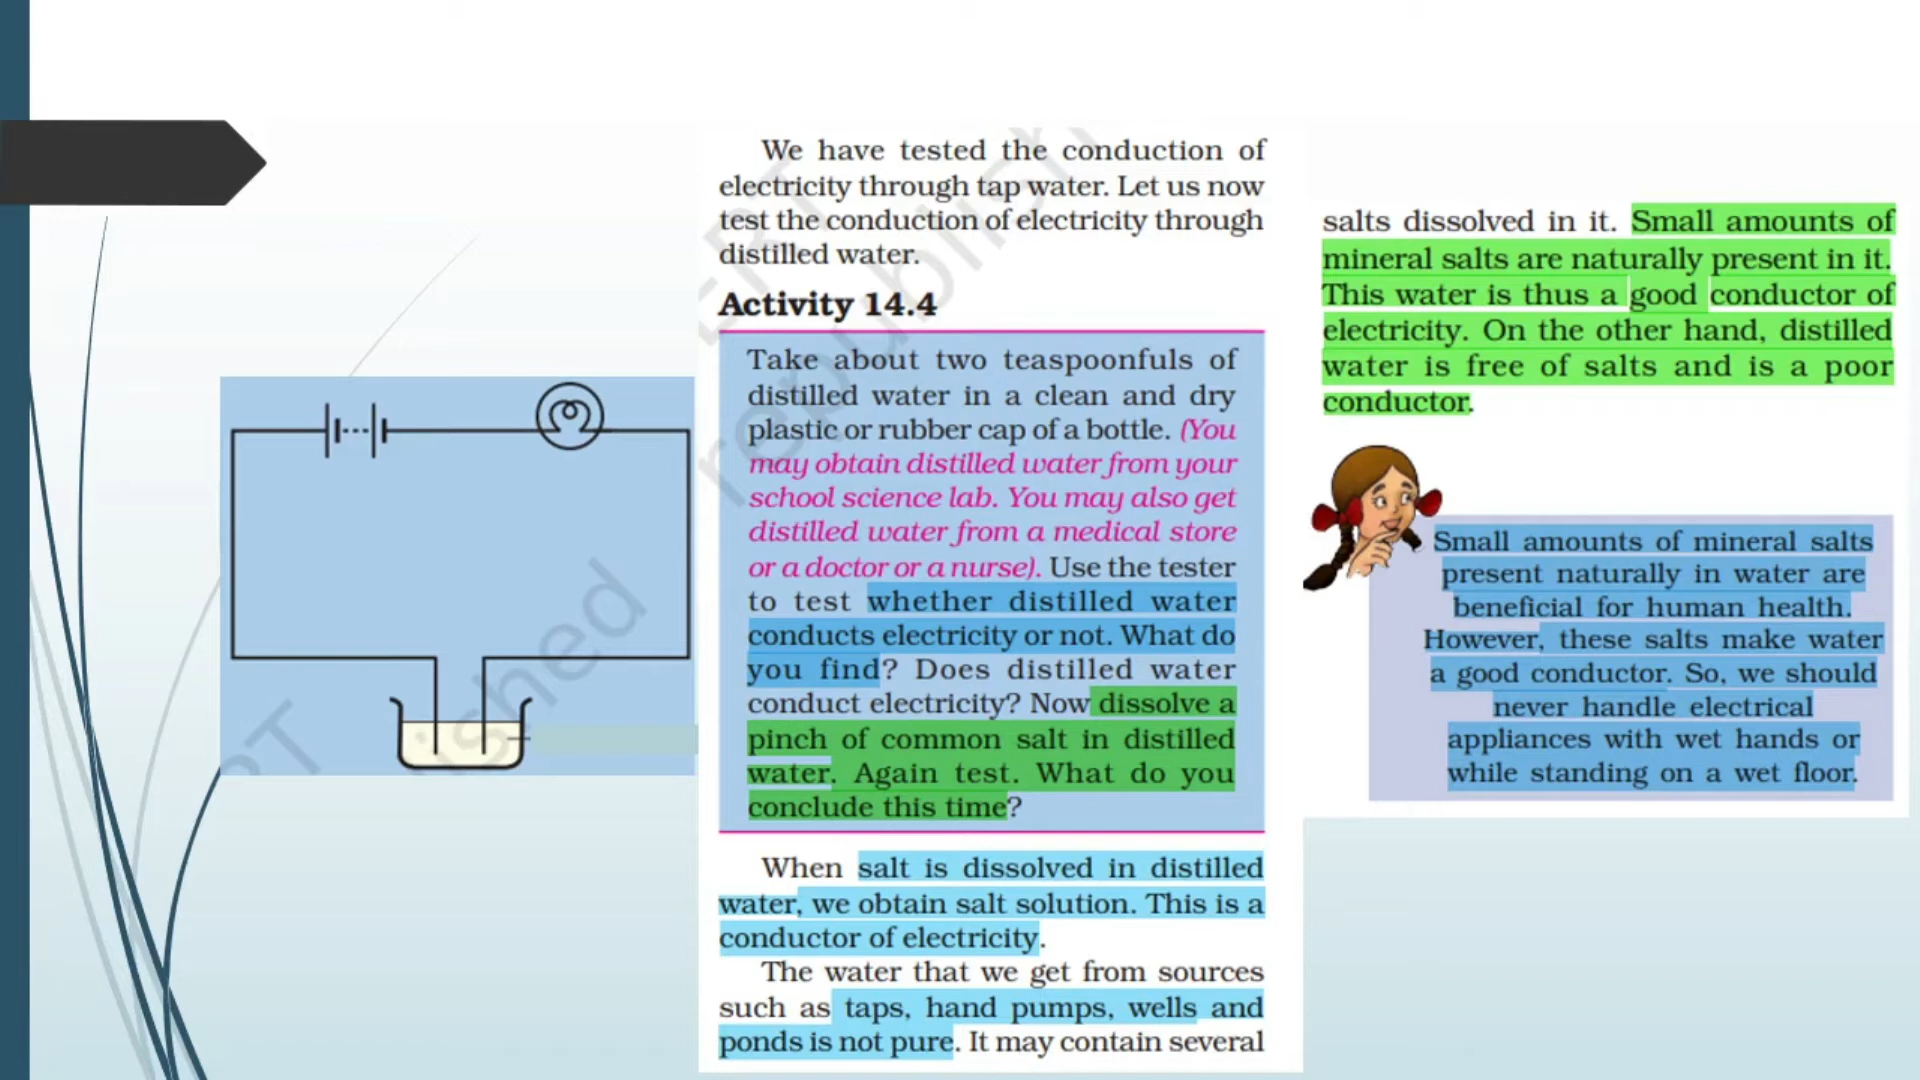 We have tested the conduction of
electricity through tap water. Let us now
test the conduction of electricity through
distilled water.
Activity 14.4
Take about two teaspoonfuls of
distilled water in a clean and dry
plastic or rubber cap of a bottle. (You
may obtain distilled water from your
school science lab. You may also get
distilled water from a medical store
or a doctor or a nurse). Use the tester
to test whether distilled water
conducts electricity or not. What do
you find? Does distilled water
conduct electricity? Now dissolve a
pinch of common salt in distilled
water. Again test. What do you
conclude this time?
When salt is dissolved in distilled
water, we obtain salt solution. This is a
conductor of electricity.
The water that we get from sources
such as taps, hand pumps, wells and
ponds is not pure. It may contain several
salts dissolved in it. Small amounts of
mineral salts are naturally present in it.
This water is thus a good conductor of
electricity. On the other hand, distilled
water is free of salts and is a poor
conductor.
Small amounts of mineral salts
present naturally in water are
beneficial for human health.
However, these salts make water
a good conductor. So, we should
never handle electrical
appliances with wet hands or
while standing on a wet floor.